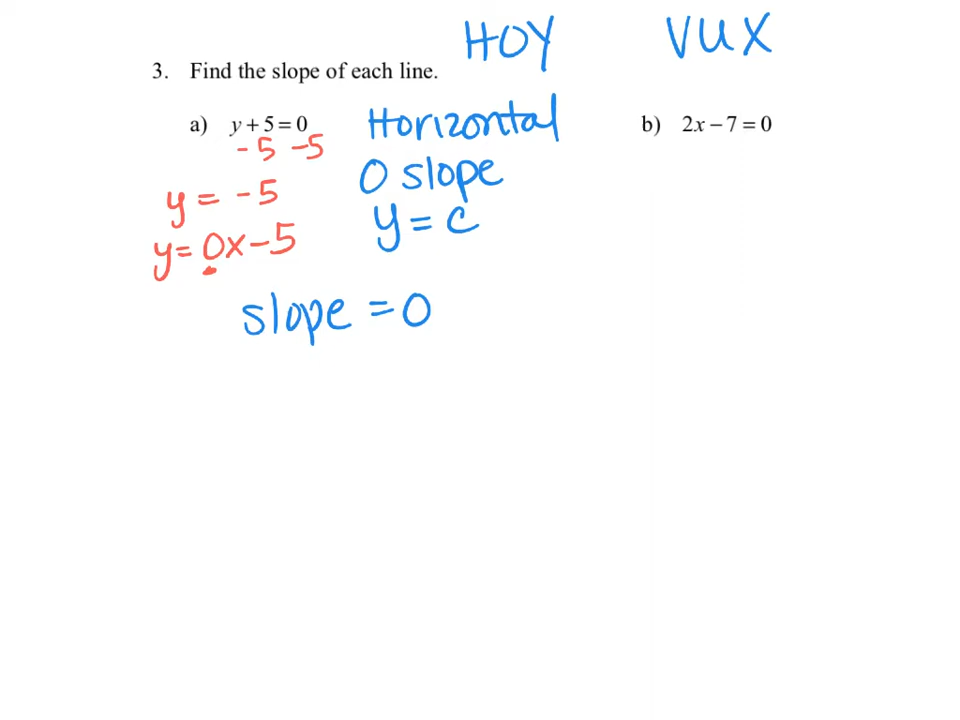 HOY VUX
3. Find the slope of each line.
a) y + 5 = 0 Horizontal b) 2x − 7 = 0
-5 -5
y = -5 0 slope
y = 0x - 5 y = c
slope = 0